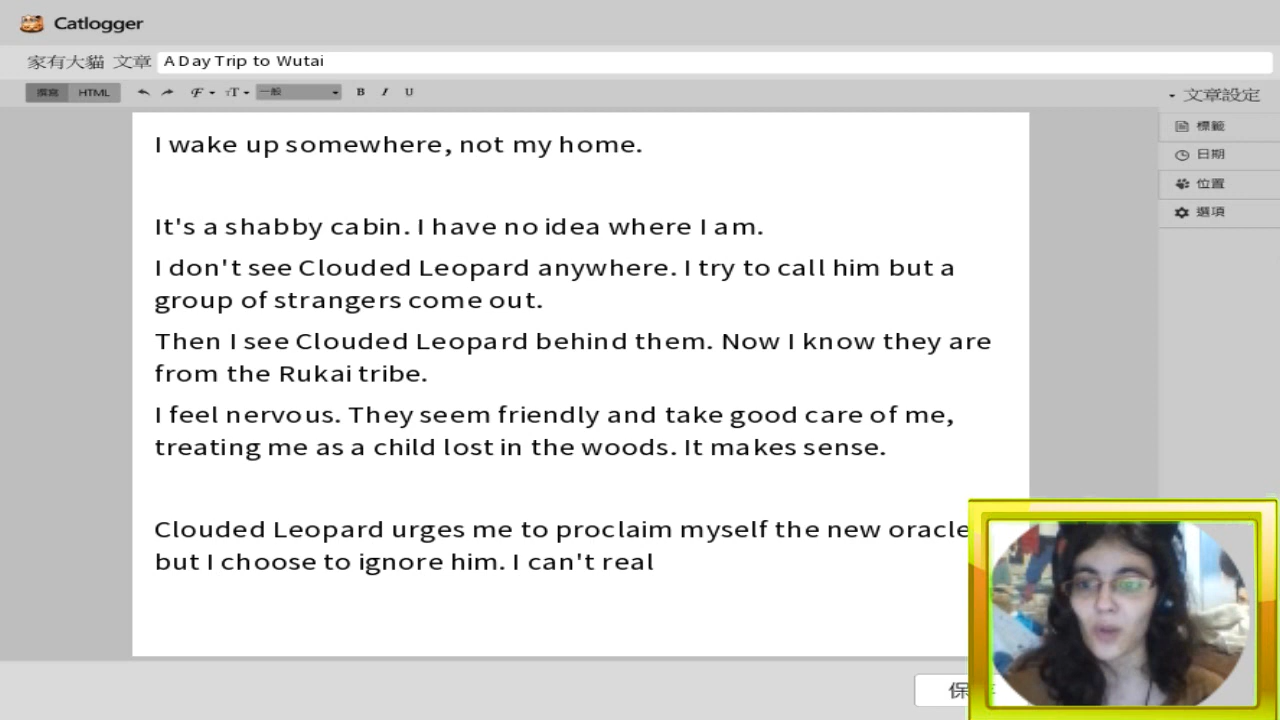 Catlogger
家有大貓 文章 A Day Trip to Wutai
撰寫 HTML 一般 B I U
文章設定
標籤
日期
位置
選項
I wake up somewhere, not my home.
It's a shabby cabin. I have no idea where I am.
I don't see Clouded Leopard anywhere. I try to call him but a
group of strangers come out.
Then I see Clouded Leopard behind them. Now I know they are
from the Rukai tribe.
I feel nervous. They seem friendly and take good care of me,
treating me as a child lost in the woods. It makes sense.
Clouded Leopard urges me to proclaim myself the new oracle
but I choose to ignore him. I can't real